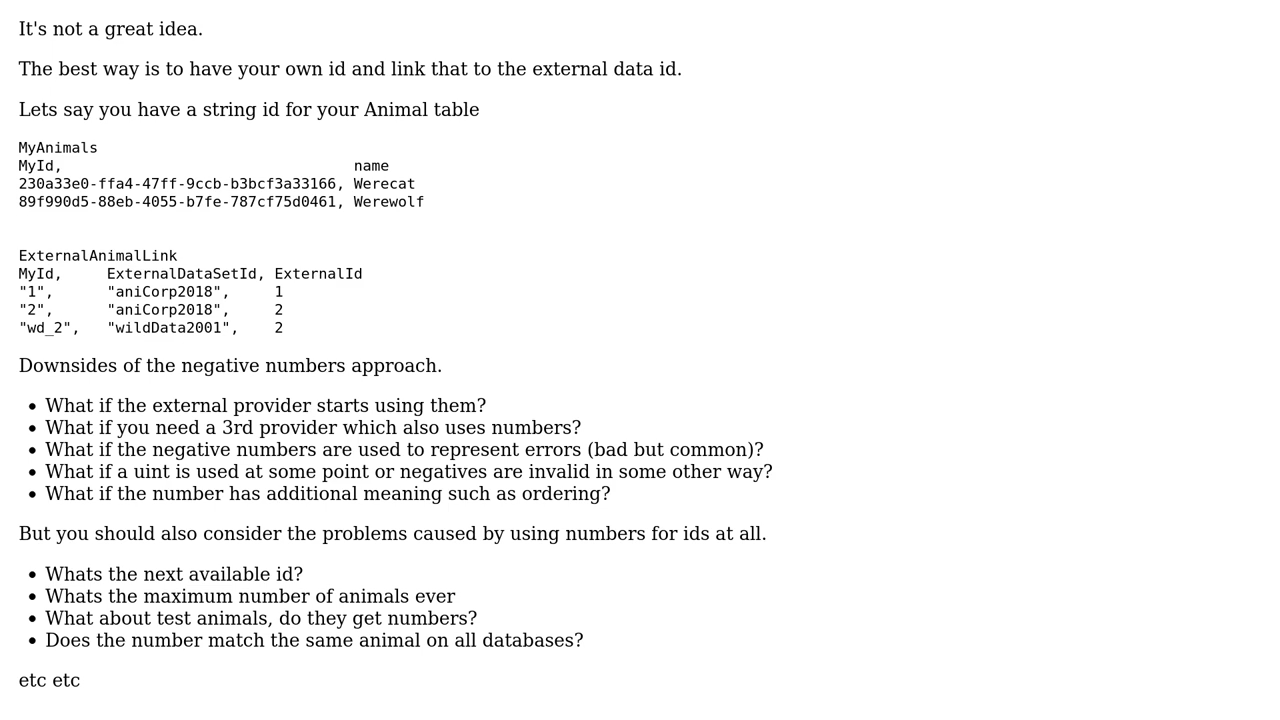 It's not a great idea.
The best way is to have your own id and link that to the external data id.
Lets say you have a string id for your Animal table
MyAnimals
MyId,                                 name
230a33e0-ffa4-47ff-9ccb-b3bcf3a33166, Werecat
89f990d5-88eb-4055-b7fe-787cf75d0461, Werewolf
ExternalAnimalLink
MyId,     ExternalDataSetId, ExternalId
"1",      "aniCorp2018",     1
"2",      "aniCorp2018",     2
"wd_2",   "wildData2001",    2
Downsides of the negative numbers approach.
• What if the external provider starts using them?
• What if you need a 3rd provider which also uses numbers?
• What if the negative numbers are used to represent errors (bad but common)?
• What if a uint is used at some point or negatives are invalid in some other way?
• What if the number has additional meaning such as ordering?
But you should also consider the problems caused by using numbers for ids at all.
• Whats the next available id?
• Whats the maximum number of animals ever
• What about test animals, do they get numbers?
• Does the number match the same animal on all databases?
etc etc